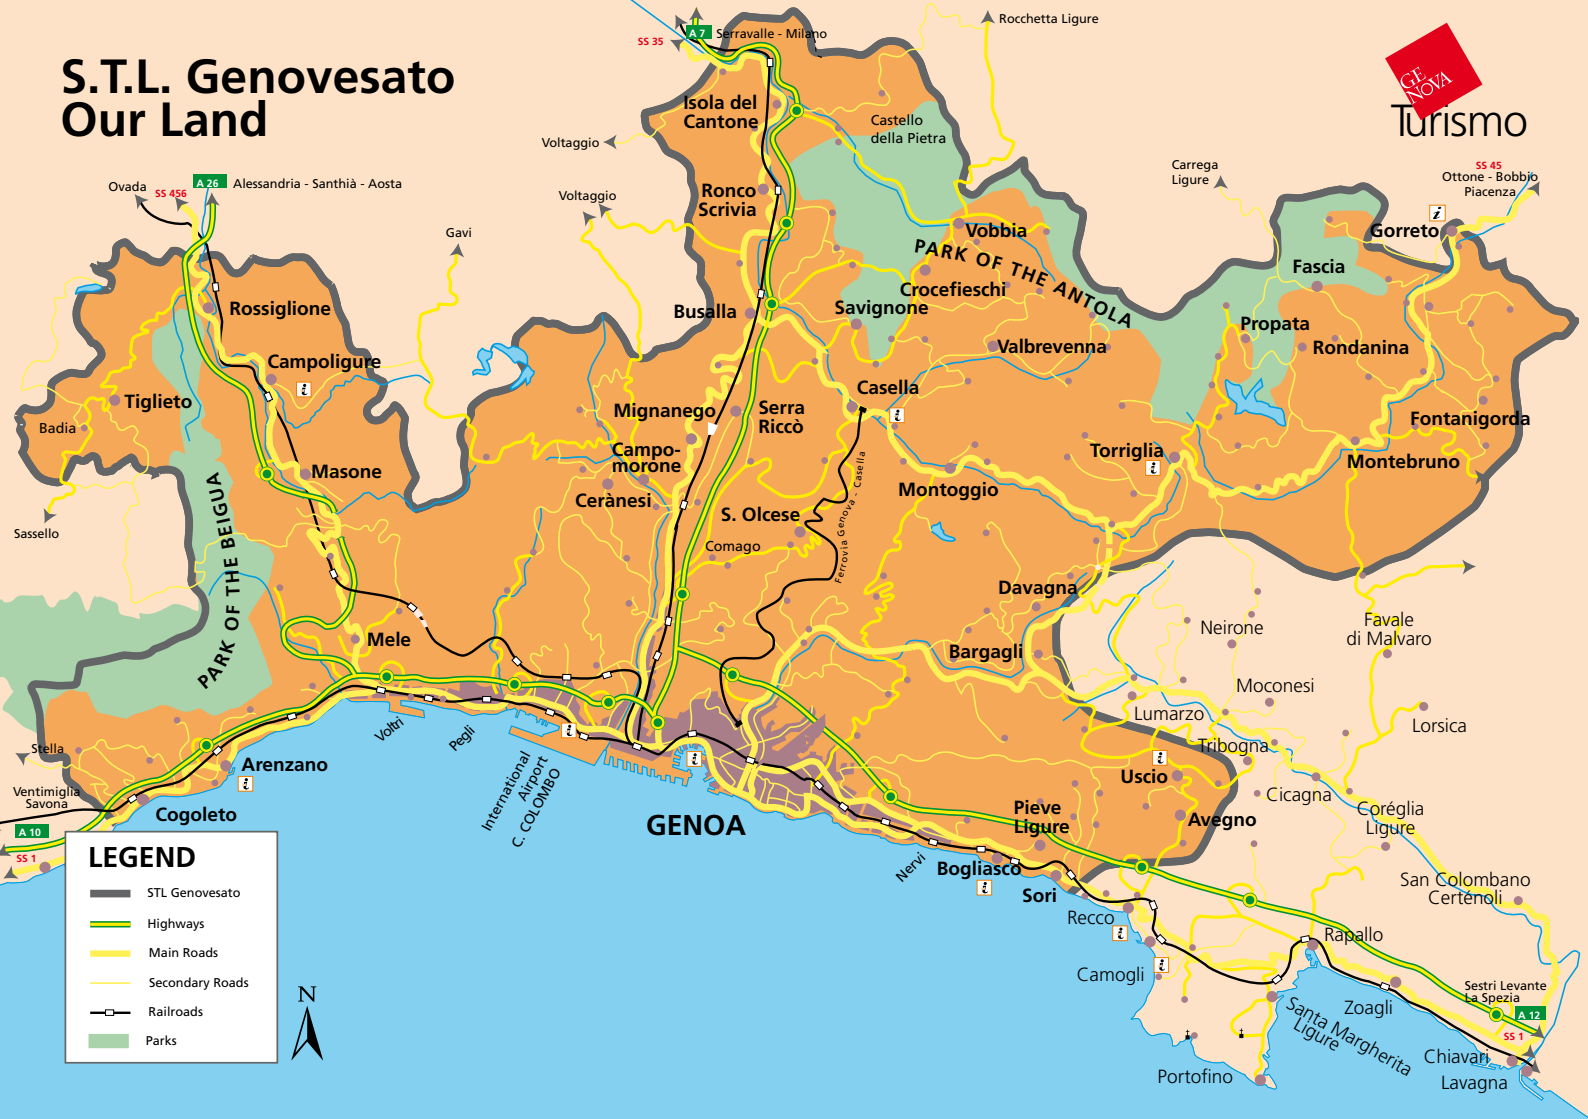 S.T.L. Genovesato
Our Land
GE
NOVA
Turismo
A 7
Serravalle - Milano
SS 35
Rocchetta Ligure
Isola del
Cantone
Castello
della Pietra
Voltaggio
Voltaggio
Ovada
SS 456
A 26
Alessandria - Santhià - Aosta
Gavi
Ronco
Scrivia
Vobbia
PARK OF THE ANTOLA
Carrega
Ligure
SS 45
Ottone - Bobbio
Piacenza
i
Gorreto
Fascia
Crocefieschi
Savignone
Busalla
Rossiglione
Propata
Rondanina
Valbrevenna
Campoligure
i
Casella
i
Tiglieto
Badia
Mignanego
Serra
Riccò
Fontanigorda
Montebruno
Campo-
morone
Torriglia
i
Masone
Cerànesi
Montoggio
Ferrovia Genova - Casella
S. Olcese
Comago
Sassello
PARK OF THE BEIGUA
Davagna
Neirone
Favale
di Malvaro
Mele
Bargagli
Moconesi
Lumarzo
Lorsica
Voltri
Pegli
i
Tribogna
Stella
Arenzano
i
i
i
Uscio
Cicagna
International
Airport
C. COLOMBO
Ventimiglia
Savona
Cogoleto
A 10
SS 1
GENOA
Pieve
Ligure
Avegno
Coréglia
Ligure
Nervi
Bogliasco
i
Sori
San Colombano
Certénoli
Recco
i
Rapallo
Camogli
i
Zoagli
Sestri Levante
La Spezia
A 12
SS 1
Santa Margherita
Ligure
Chiavari
Lavagna
Portofino
LEGEND
STL Genovesato
Highways
Main Roads
Secondary Roads
Railroads
Parks
N